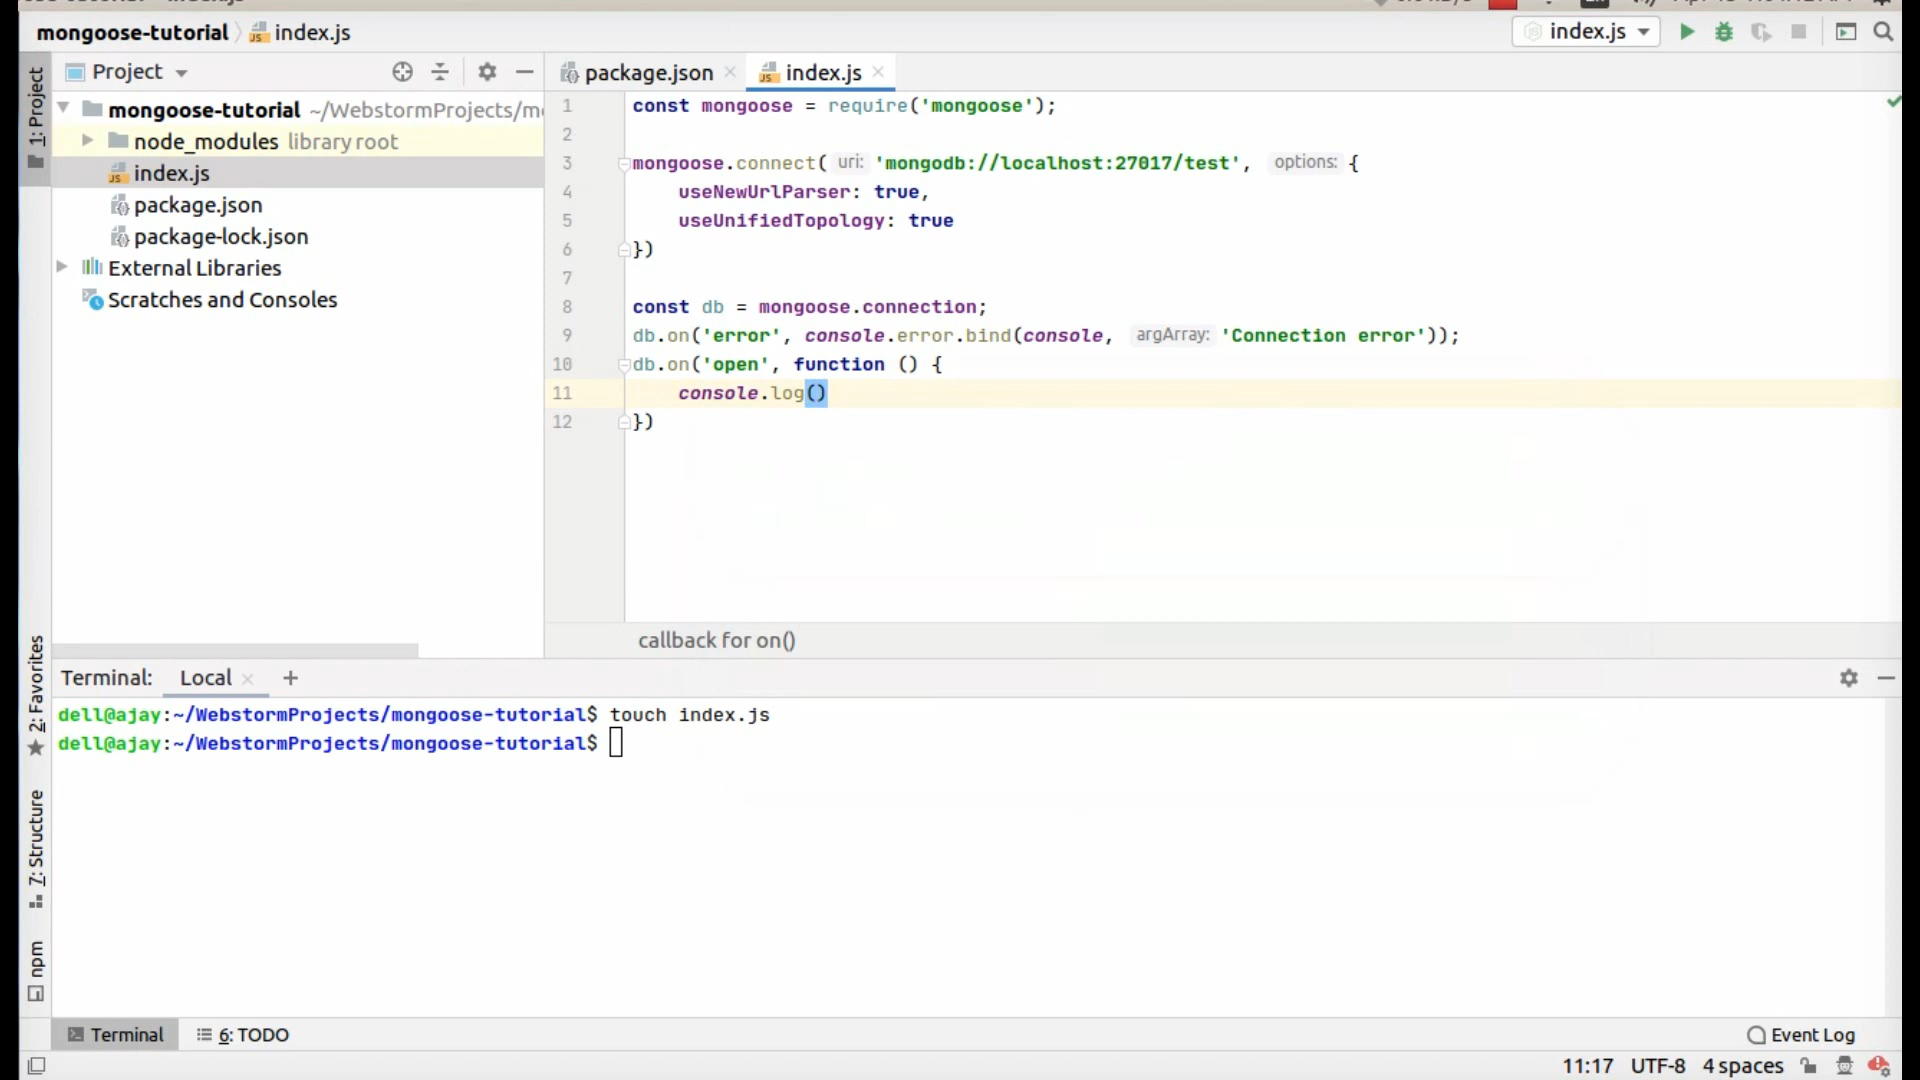 mongoose-tutorial index.js
index.js
1: Project
Project
mongoose-tutorial ~/WebstormProjects/m
node_modules library root
index.js
package.json
package-lock.json
External Libraries
Scratches and Consoles
package.json index.js
1 const mongoose = require('mongoose');
2
3 mongoose.connect( uri: 'mongodb://localhost:27017/test', options: {
4 useNewUrlParser: true,
5 useUnifiedTopology: true
6 })
7
8 const db = mongoose.connection;
9 db.on('error', console.error.bind(console, argArray: 'Connection error'));
10 db.on('open', function () {
11 console.log()
12 })
callback for on()
2: Favorites
7: Structure
npm
Terminal: Local +
dell@ajay:~/WebstormProjects/mongoose-tutorial$ touch index.js
dell@ajay:~/WebstormProjects/mongoose-tutorial$
Terminal 6: TODO Event Log
11:17 UTF-8 4 spaces